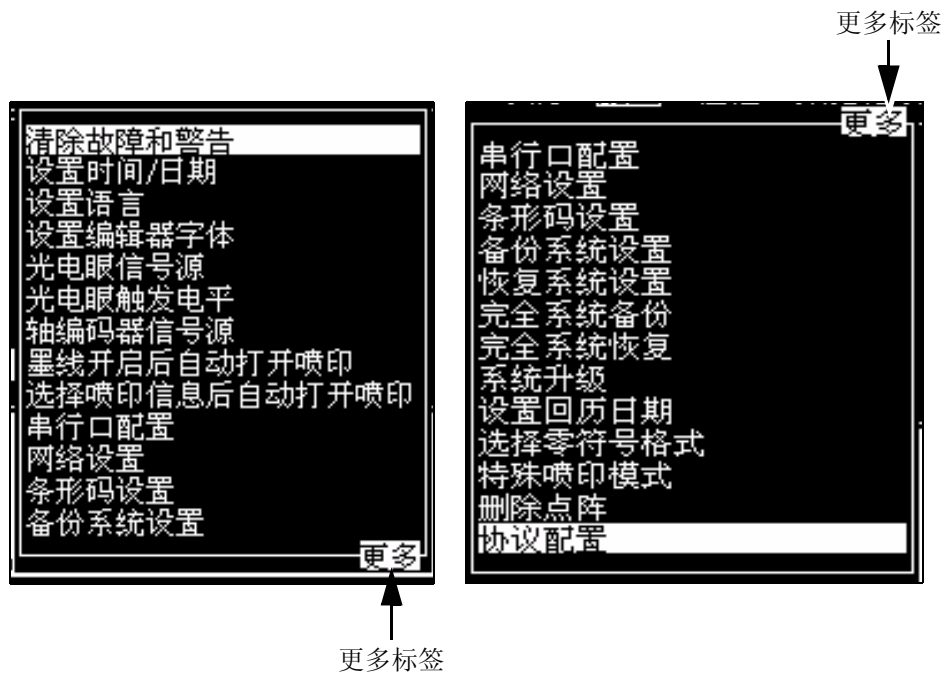 更多标签
清除故障和警告
设置时间/日期
设置语言
设置编辑器字体
光电眼信号源
光电眼触发电平
轴编码器信号源
墨线开启后自动打开喷印
选择喷印信息后自动打开喷印
串行口配置
网络设置
条形码设置
备份系统设置
更多
更多标签
更多
串行口配置
网络设置
条形码设置
备份系统设置
恢复系统设置
完全系统备份
完全系统恢复
系统升级
设置回历日期
选择零符号格式
特殊喷印模式
删除点阵
协议配置